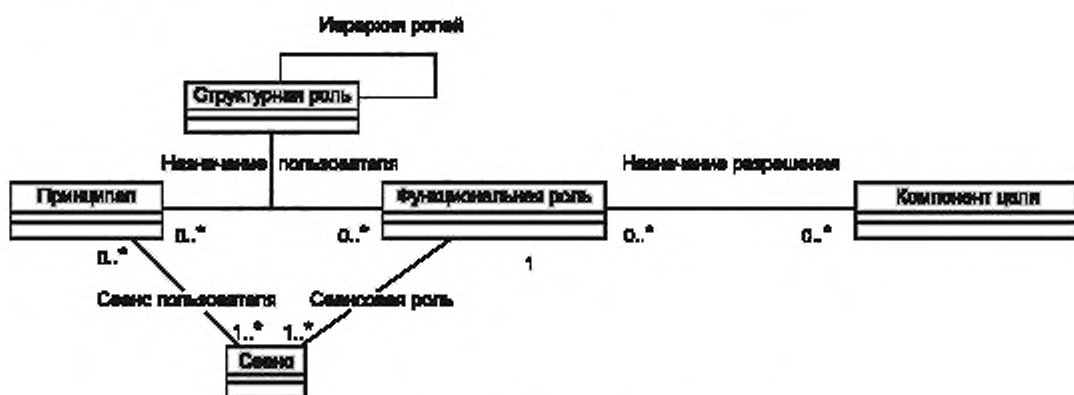 Иерархия ролей
Структурная роль
Назначение пользователя
Назначение разрешения
Принципал
Функциональная роль
Компонент цели
0..*
0..*
0..*
0..*
0..*
1
Сеанс пользователя
Сеансовая роль
1..*
1..*
Сеанс